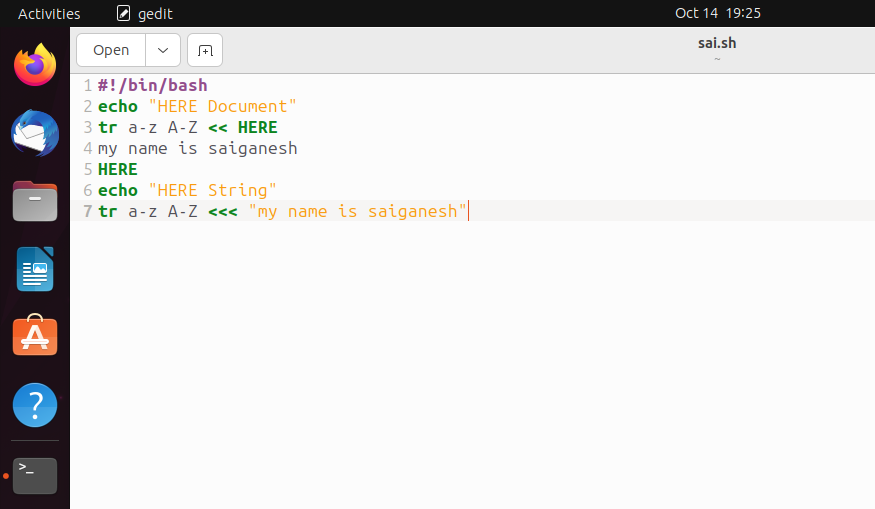 Activities gedit Oct 14 19:25
Open sai.sh
~
1 #!/bin/bash
2 echo "HERE Document"
3 tr a-z A-Z << HERE
4 my name is saiganesh
5 HERE
6 echo "HERE String"
7 tr a-z A-Z <<< "my name is saiganesh"
?
>_